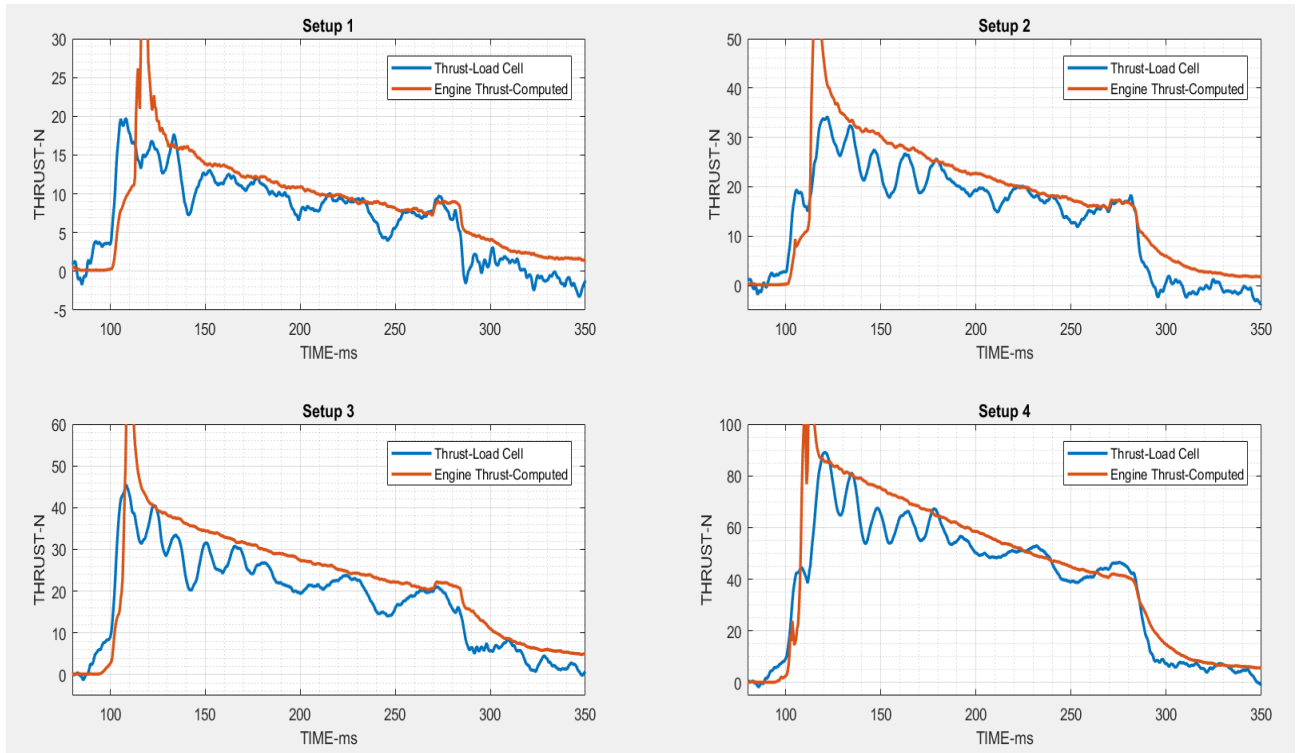 Setup 1
30
25
20
15
10
5
0
-5
THRUST-N
Thrust-Load Cell
Engine Thrust-Computed
100 150 200 250 300 350
TIME-ms
Setup 2
50
40
30
20
10
0
THRUST-N
Thrust-Load Cell
Engine Thrust-Computed
100 150 200 250 300 350
TIME-ms
Setup 3
60
50
40
30
20
10
0
THRUST-N
Thrust-Load Cell
Engine Thrust-Computed
100 150 200 250 300 350
TIME-ms
Setup 4
100
80
60
40
20
0
THRUST-N
Thrust-Load Cell
Engine Thrust-Computed
100 150 200 250 300 350
TIME-ms